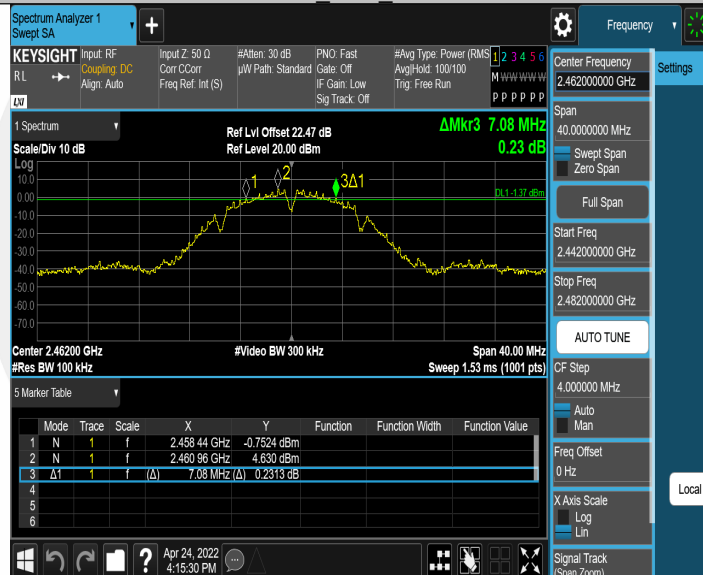 Spectrum Analyzer 1
Swept SA
+
Frequency
KEYSIGHT
Input: RF
Coupling: DC
Align: Auto
Input Z: 50 Ω
Corr CCorr
Freq Ref: Int (S)
#Atten: 30 dB
µW Path: Standard
PNO: Fast
Gate: Off
IF Gain: Low
Sig Track: Off
#Avg Type: Power (RMS
Avg|Hold: 100/100
Trig: Free Run
1 2 3 4 5 6
M W W W W W
P P P P P P
R L
LXI
Center Frequency
2.462000000 GHz
Settings
Span
40.0000000 MHz
Swept Span
Zero Span
Full Span
Start Freq
2.442000000 GHz
Stop Freq
2.482000000 GHz
AUTO TUNE
CF Step
4.000000 MHz
Auto
Man
Freq Offset
0 Hz
X Axis Scale
Log
Lin
Signal Track
(Span Zoom)
Local
1 Spectrum
Scale/Div 10 dB
Ref Lvl Offset 22.47 dB
Ref Level 20.00 dBm
ΔMkr3 7.08 MHz
0.23 dB
Log
10.0
0.00
-10.0
-20.0
-30.0
-40.0
-50.0
-60.0
-70.0
1
2
3Δ1
DL1 -1.37 dBm
Center 2.46200 GHz
#Res BW 100 kHz
#Video BW 300 kHz
Span 40.00 MHz
Sweep 1.53 ms (1001 pts)
5 Marker Table
Mode Trace Scale X Y Function Function Width Function Value
1 N 1 f 2.458 44 GHz -0.7524 dBm
2 N 1 f 2.460 96 GHz 4.630 dBm
3 Δ1 1 f (Δ) 7.08 MHz (Δ) 0.2313 dB
4
5
6
?
Apr 24, 2022
4:15:30 PM